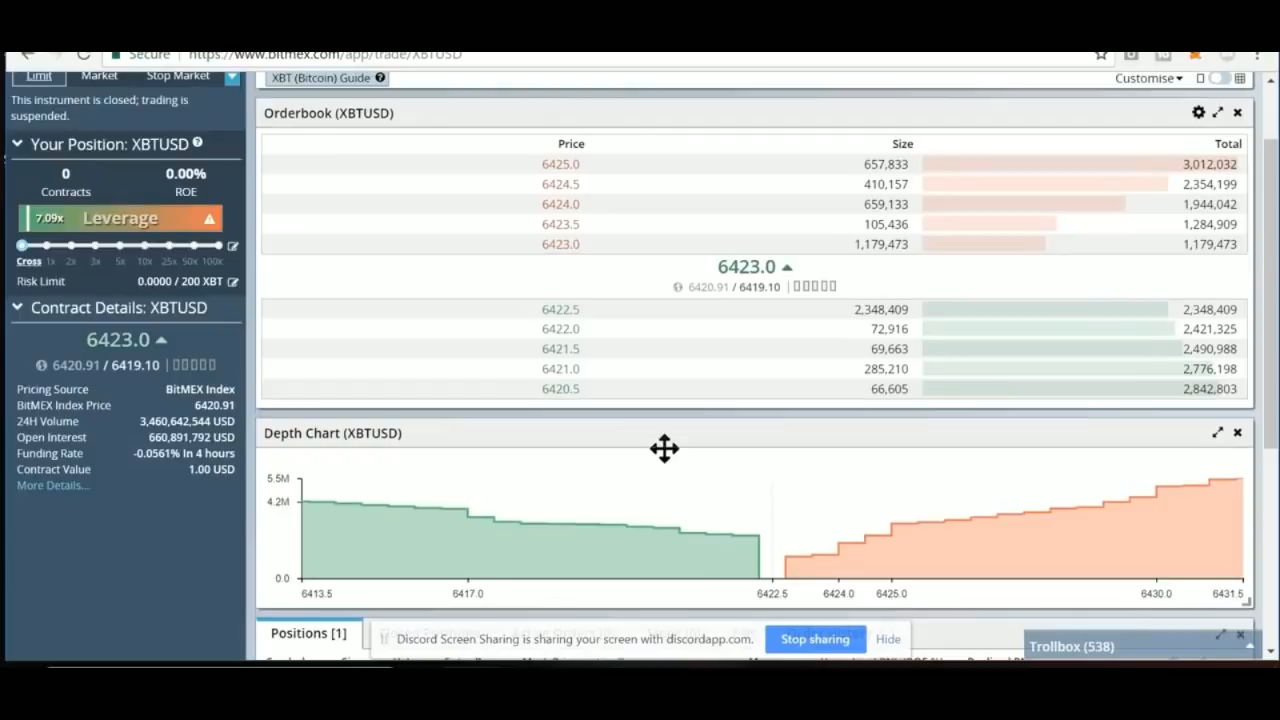 Secure https://www.bitmex.com/app/trade/XBTUSD
Limit Market Stop Market
This instrument is closed; trading is
suspended.
Your Position: XBTUSD ?
0 0.00%
Contracts ROE
7.09x Leverage
Cross 1x 2x 3x 5x 10x 25x 50x 100x
Risk Limit 0.0000 / 200 XBT
Contract Details: XBTUSD
6423.0
6420.91 / 6419.10
Pricing Source BitMEX Index
BitMEX Index Price 6420.91
24H Volume 3,460,642,544 USD
Open Interest 660,891,792 USD
Funding Rate -0.0561% In 4 hours
Contract Value 1.00 USD
More Details...
XBT (Bitcoin) Guide ? Customise
Orderbook (XBTUSD)
Price Size Total
6425.0 657,833 3,012,032
6424.5 410,157 2,354,199
6424.0 659,133 1,944,042
6423.5 105,436 1,284,909
6423.0 1,179,473 1,179,473
6423.0
6420.91 / 6419.10
6422.5 2,348,409 2,348,409
6422.0 72,916 2,421,325
6421.5 69,663 2,490,988
6421.0 285,210 2,776,198
6420.5 66,605 2,842,803
Depth Chart (XBTUSD)
5.5M
4.2M
0.0
6413.5 6417.0 6422.5 6424.0 6425.0 6430.0 6431.5
Positions [1]
Discord Screen Sharing is sharing your screen with discordapp.com. Stop sharing Hide
Trollbox (538)